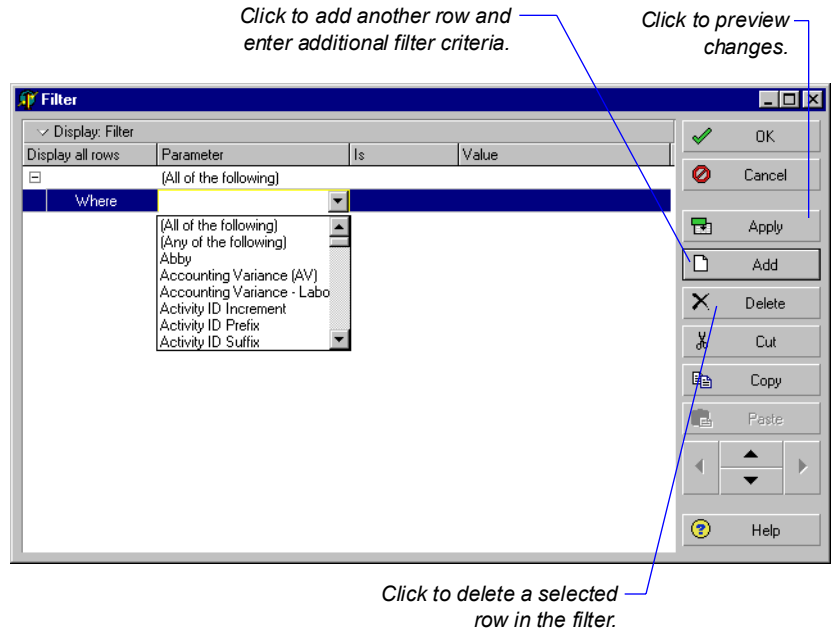 Click to add another row and
enter additional filter criteria.
Click to preview
changes.
Filter
Display: Filter
Display all rows Parameter Is Value
(All of the following)
Where
(All of the following)
(Any of the following)
Abby
Accounting Variance (AV)
Accounting Variance - Labo
Activity ID Increment
Activity ID Prefix
Activity ID Suffix
OK
Cancel
Apply
Add
Delete
Cut
Copy
Paste
Help
Click to delete a selected
row in the filter.